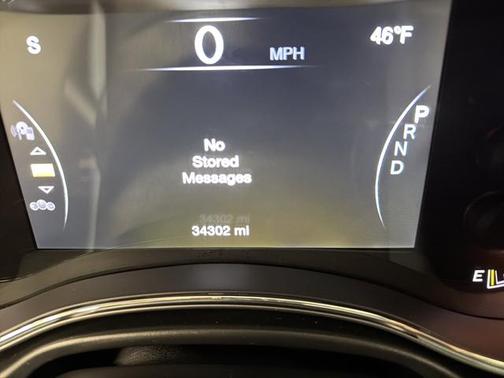 S
0 MPH
46°F
P
R
N
D
No
Stored
Messages
34302 mi
34302 mi
E